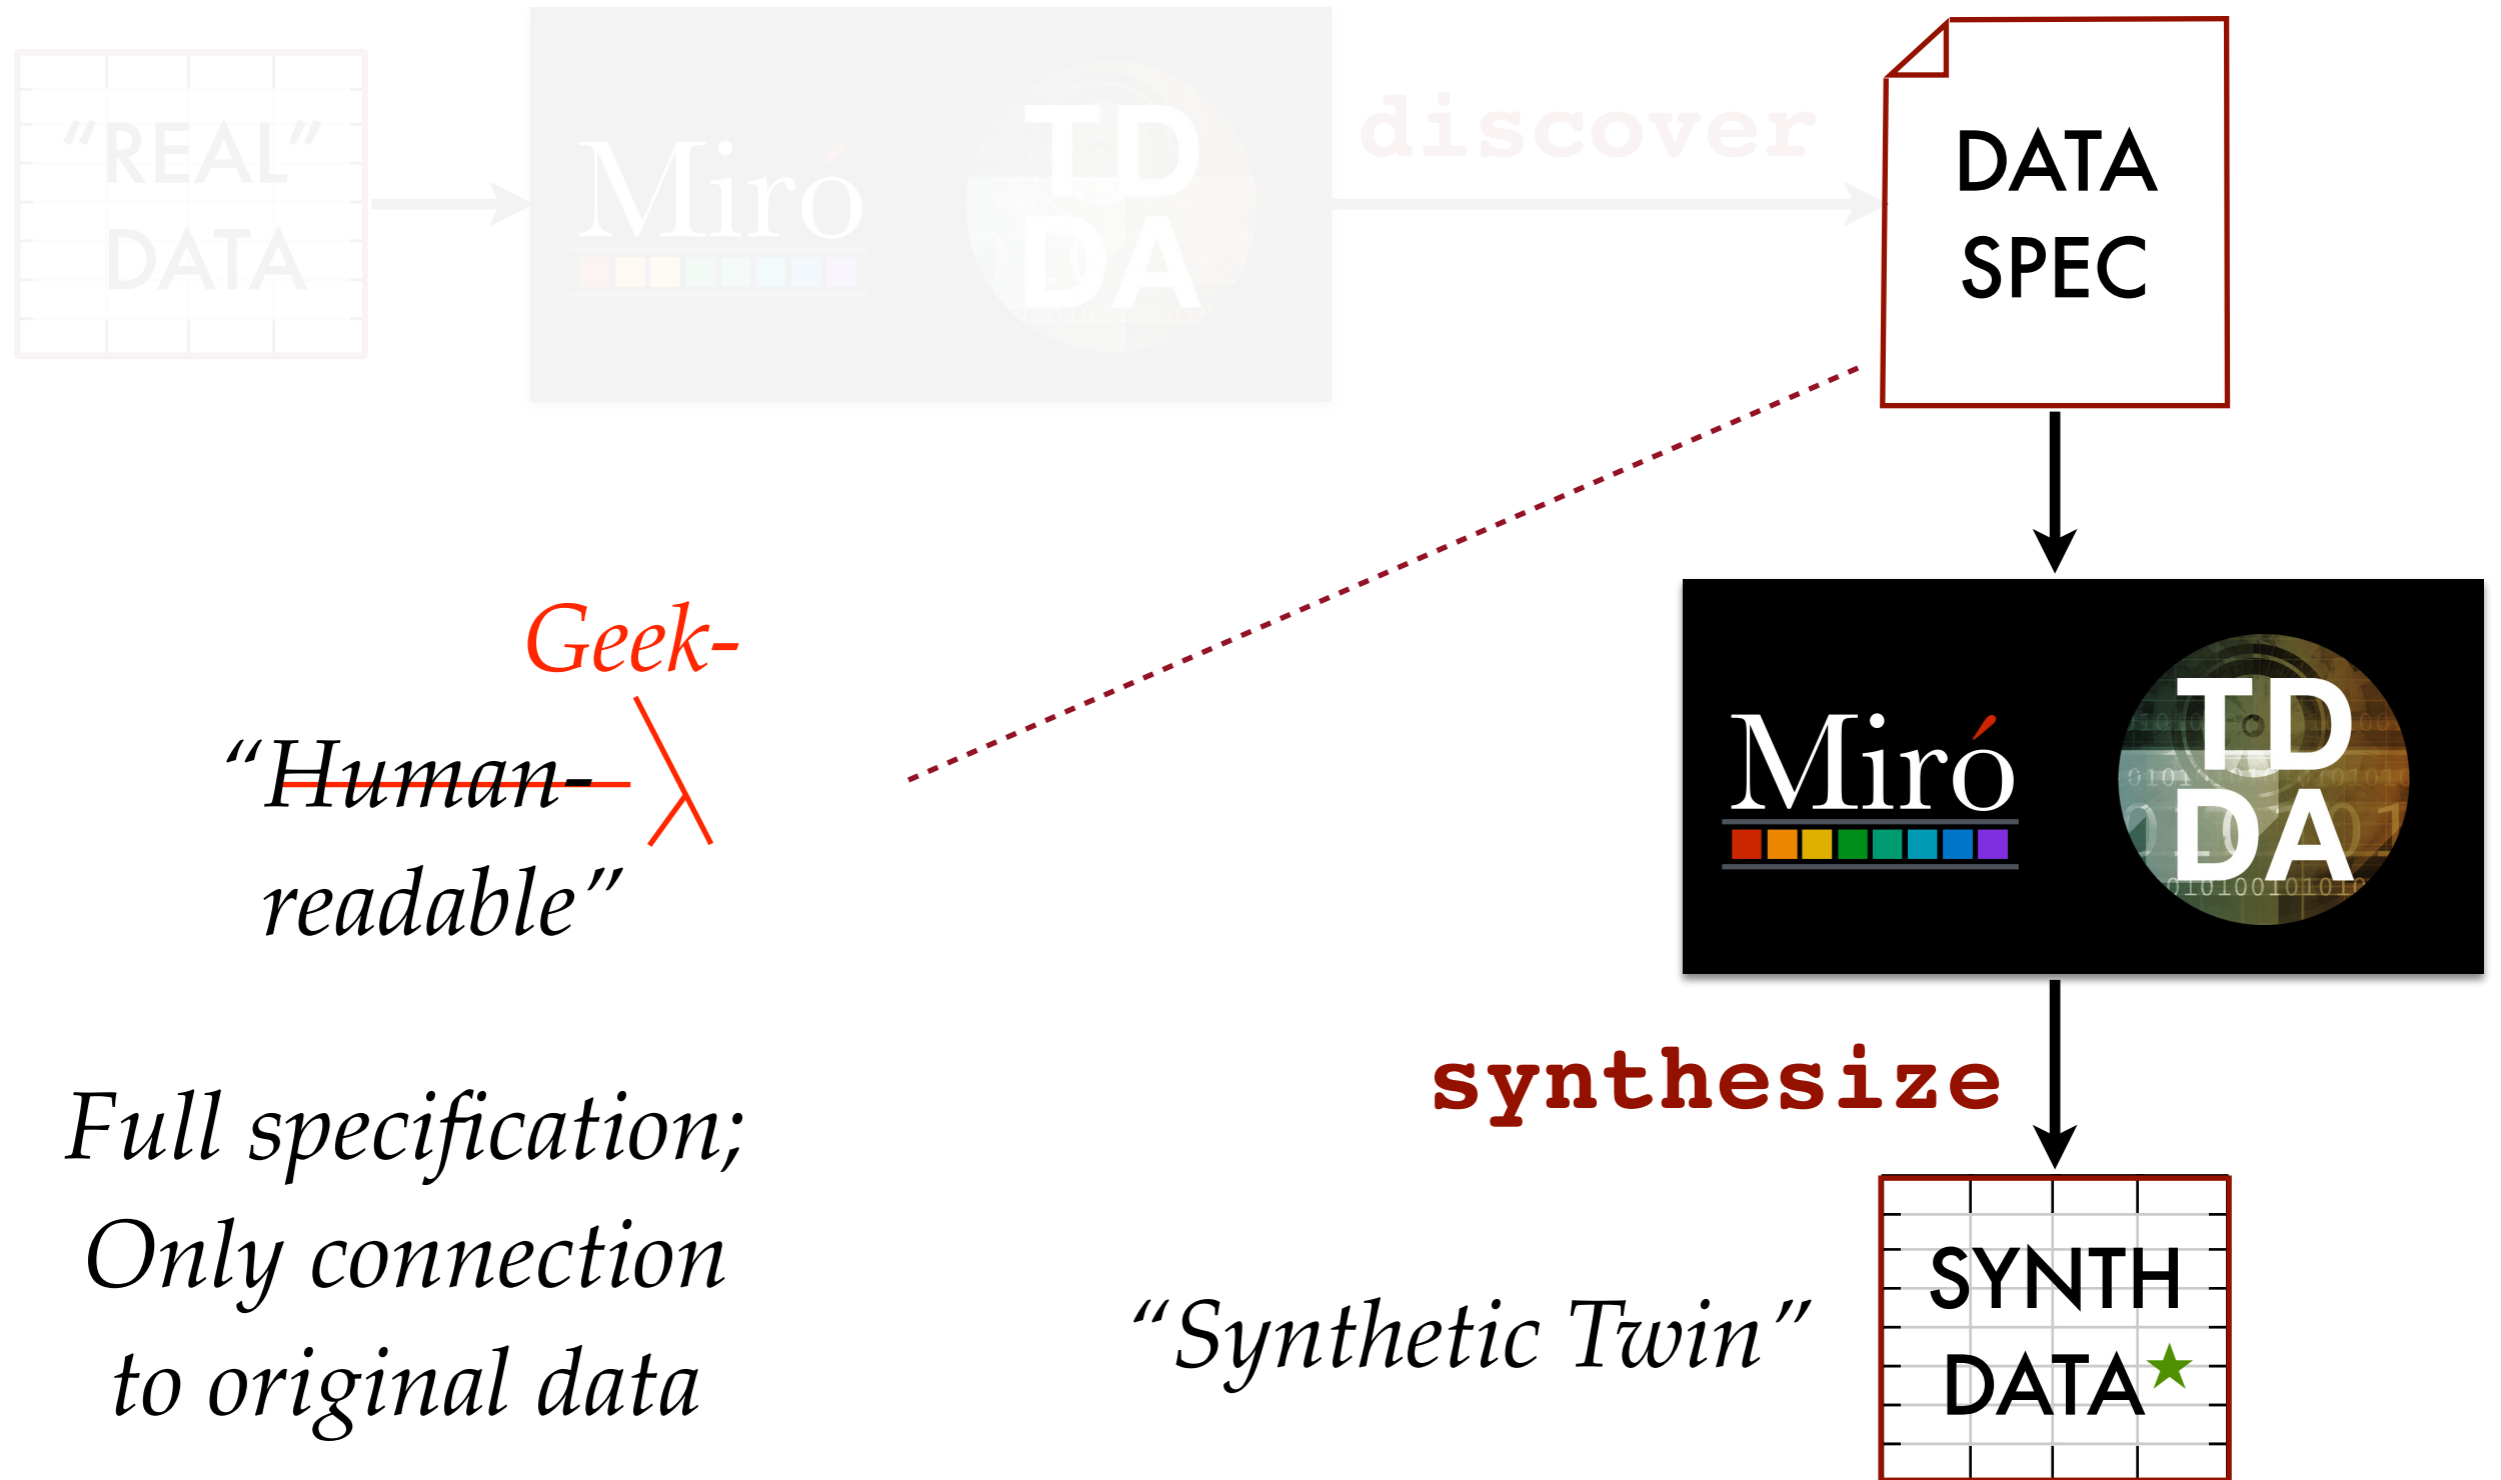 “REAL”
DATA
Miró
TD
DA
discover
DATA
SPEC
Geek-
“Human-
readable”
Miró
TD
DA
synthesize
Full specification;
Only connection
to original data
“Synthetic Twin”
SYNTH
DATA★